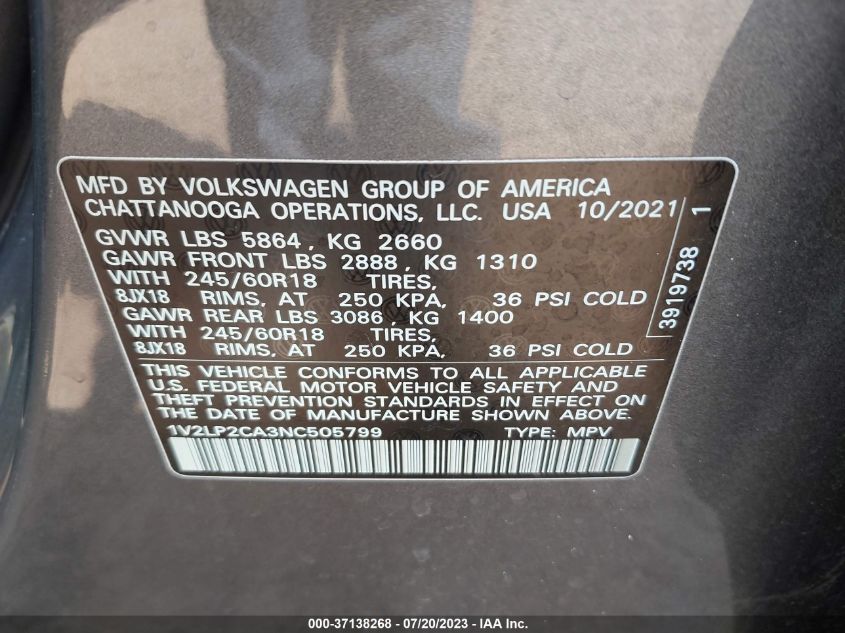 MFD BY VOLKSWAGEN GROUP OF AMERICA
CHATTANOOGA OPERATIONS, LLC. USA 10/2021
GVWR LBS 5864, KG 2660
GAWR FRONT LBS 2888, KG 1310
WITH 245/60R18 TIRES,
8JX18 RIMS, AT 250 KPA, 36 PSI COLD
GAWR REAR LBS 3086, KG 1400
WITH 245/60R18 TIRES,
8JX18 RIMS, AT 250 KPA, 36 PSI COLD
THIS VEHICLE CONFORMS TO ALL APPLICABLE
U.S. FEDERAL MOTOR VEHICLE SAFETY AND
THEFT PREVENTION STANDARDS IN EFFECT ON
THE DATE OF MANUFACTURE SHOWN ABOVE.
1V2LP2CA3NC505799 TYPE: MPV
3919738 1
000-37138268 - 07/20/2023 - IAA Inc.